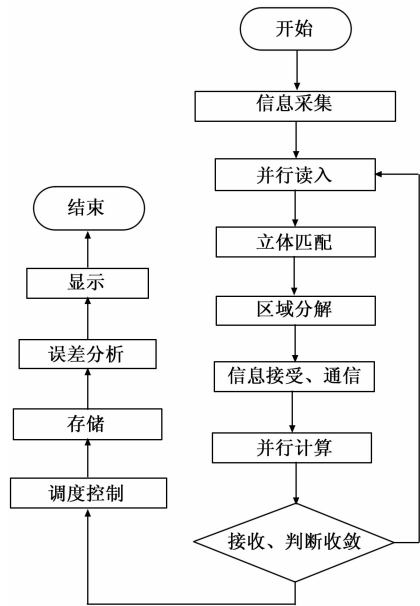 开始
信息采集
并行读入
立体匹配
区域分解
信息接受、通信
并行计算
接收、判断收敛
调度控制
存储
误差分析
显示
结束